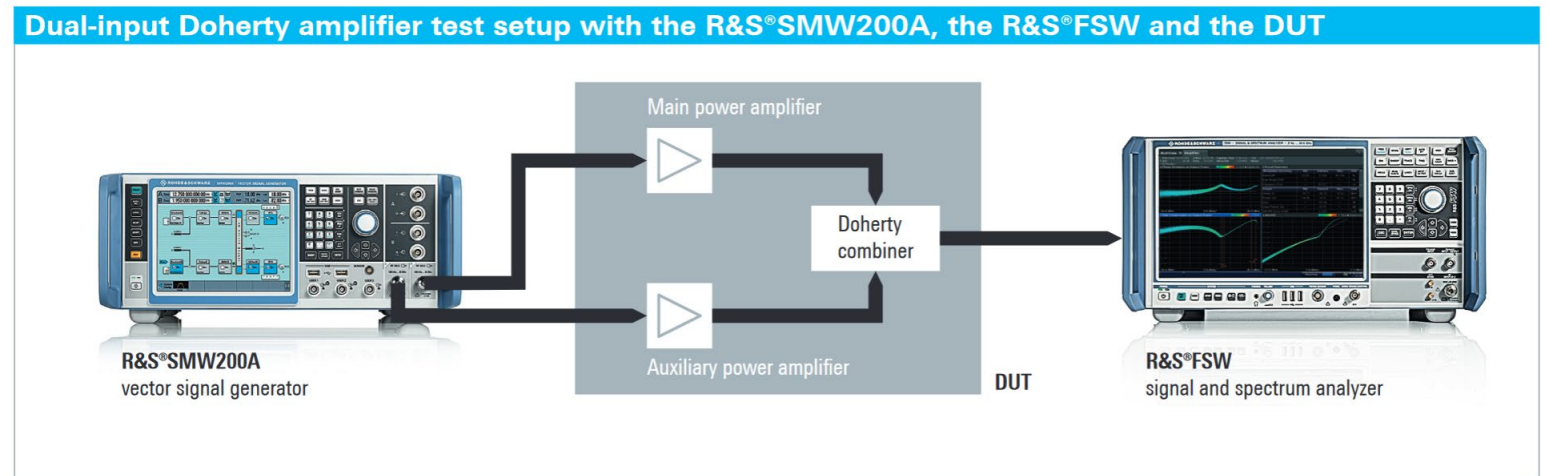 Dual-input Doherty amplifier test setup with the R&S®SMW200A, the R&S®FSW and the DUT
Main power amplifier
Doherty
combiner
Auxiliary power amplifier
DUT
R&S®SMW200A
vector signal generator
R&S®FSW
signal and spectrum analyzer